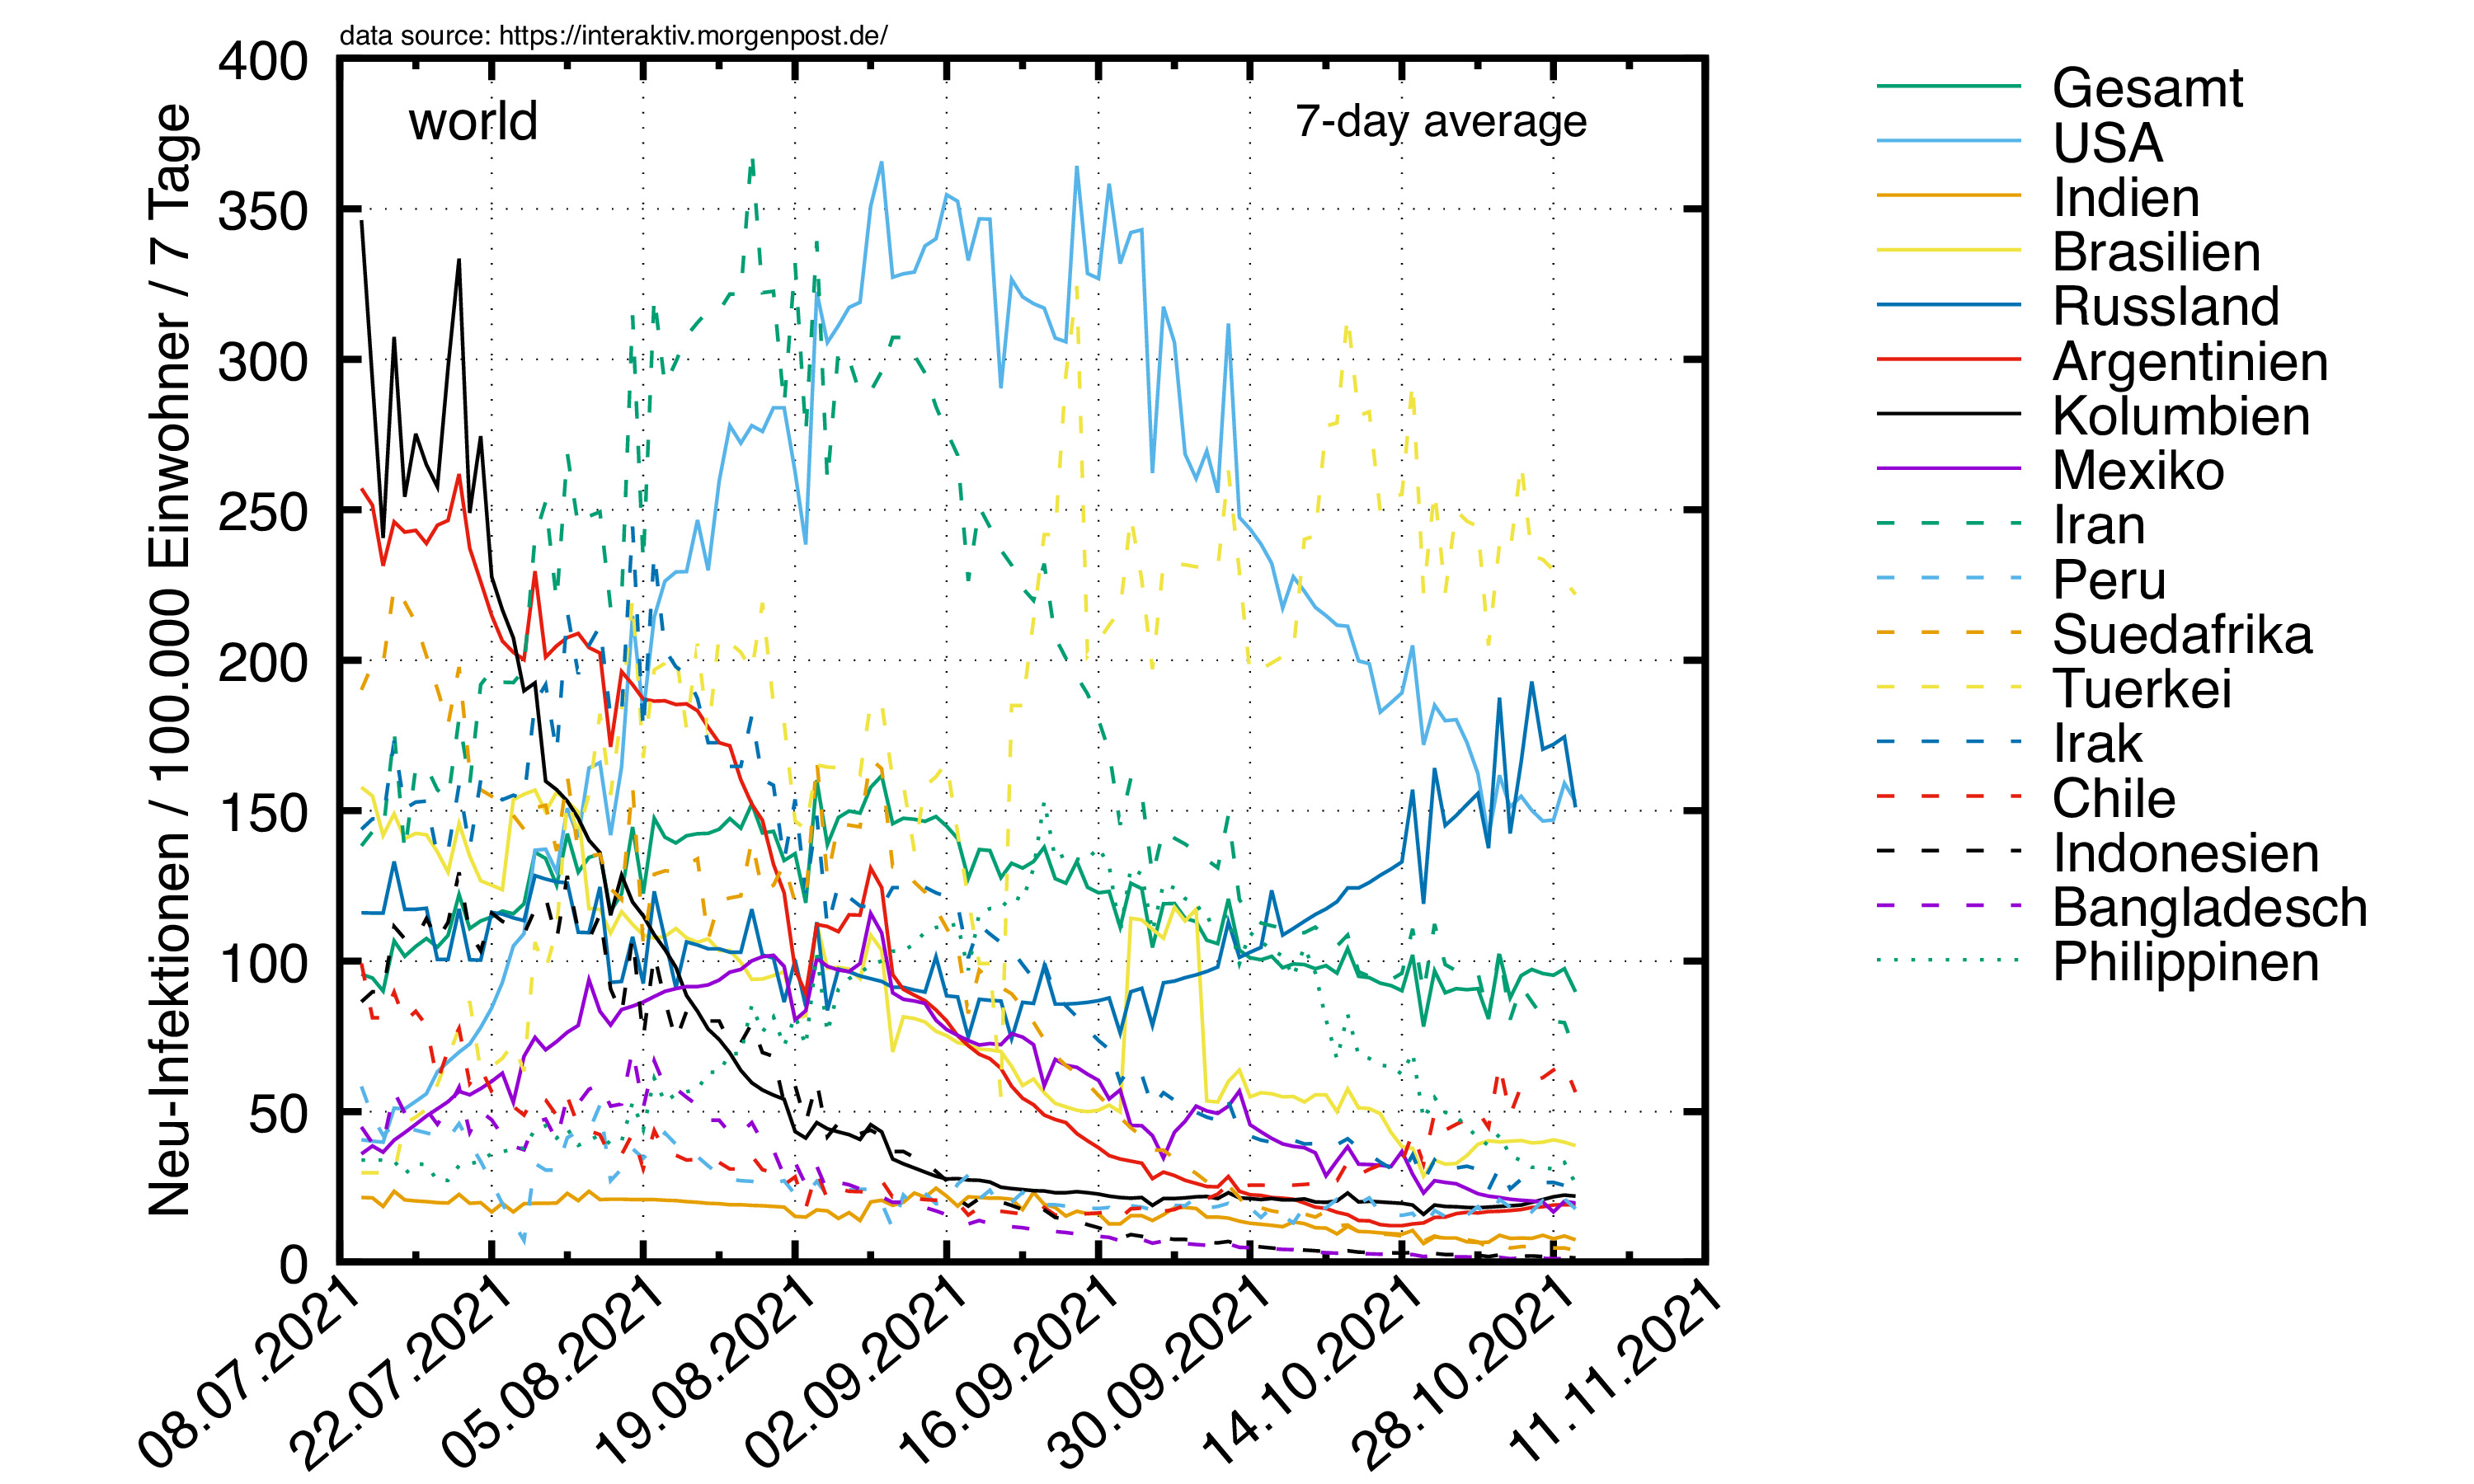 data source: https://interaktiv.morgenpost.de/
world
7-day average
Neu-Infektionen / 100.000 Einwohner / 7 Tage
400
350
300
250
200
150
100
50
0
08.07.2021
22.07.2021
05.08.2021
19.08.2021
02.09.2021
16.09.2021
30.09.2021
14.10.2021
28.10.2021
11.11.2021
Gesamt
USA
Indien
Brasilien
Russland
Argentinien
Kolumbien
Mexiko
Iran
Peru
Suedafrika
Tuerkei
Irak
Chile
Indonesien
Bangladesch
Philippinen